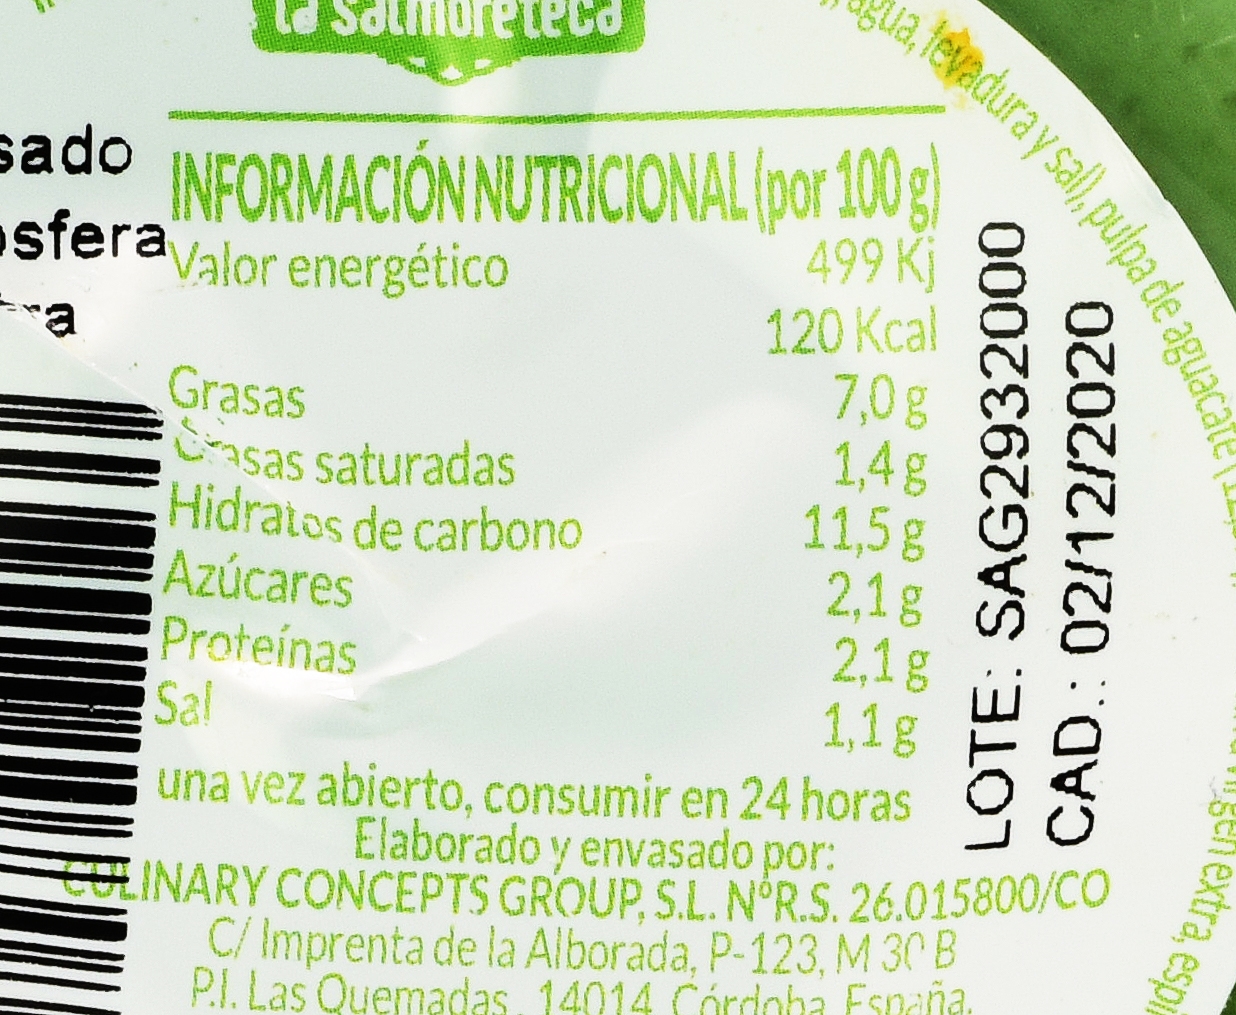 la salmoreteca
sado
osfera
ra
INFORMACIÓN NUTRICIONAL (por 100 g)
Valor energético 499 Kj
120 Kcal
Grasas 7,0 g
Grasas saturadas 1,4 g
Hidratos de carbono 11,5 g
Azúcares 2,1 g
Proteínas 2,1 g
Sal 1,1 g
una vez abierto, consumir en 24 horas
Elaborado y envasado por:
CULINARY CONCEPTS GROUP, S.L. NºR.S. 26.015800/CO
C/ Imprenta de la Alborada, P-123, M 30 B
P.I. Las Quemadas, 14014 Córdoba España.
LOTE: SAG2932000
CAD.: 02/12/2020
agua, levadura y sal), pulpa de aguacate
extra,